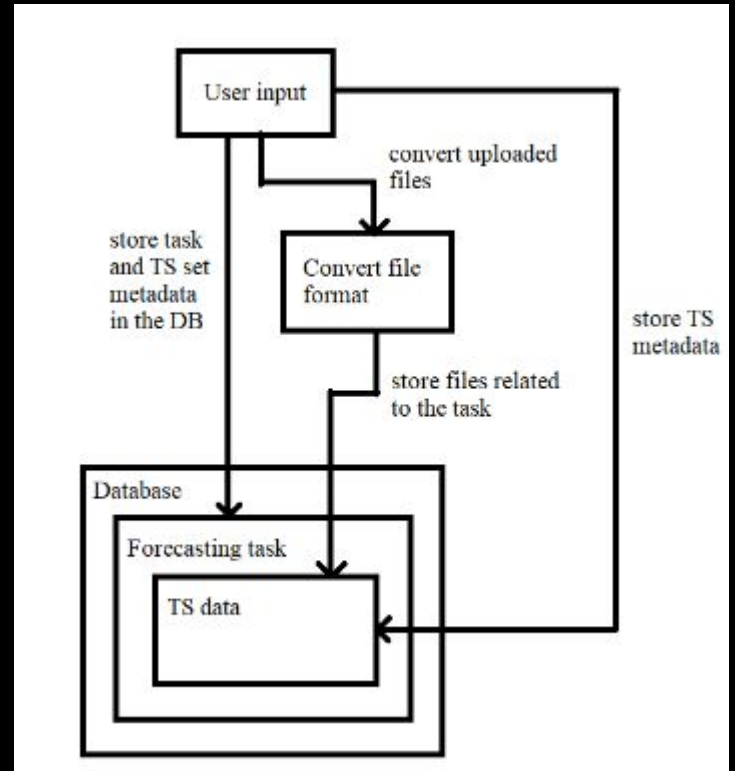 User input
convert uploaded
files
store task
and TS set
metadata
in the DB
Convert file
format
store TS
metadata
store files related
to the task
Database
Forecasting task
TS data